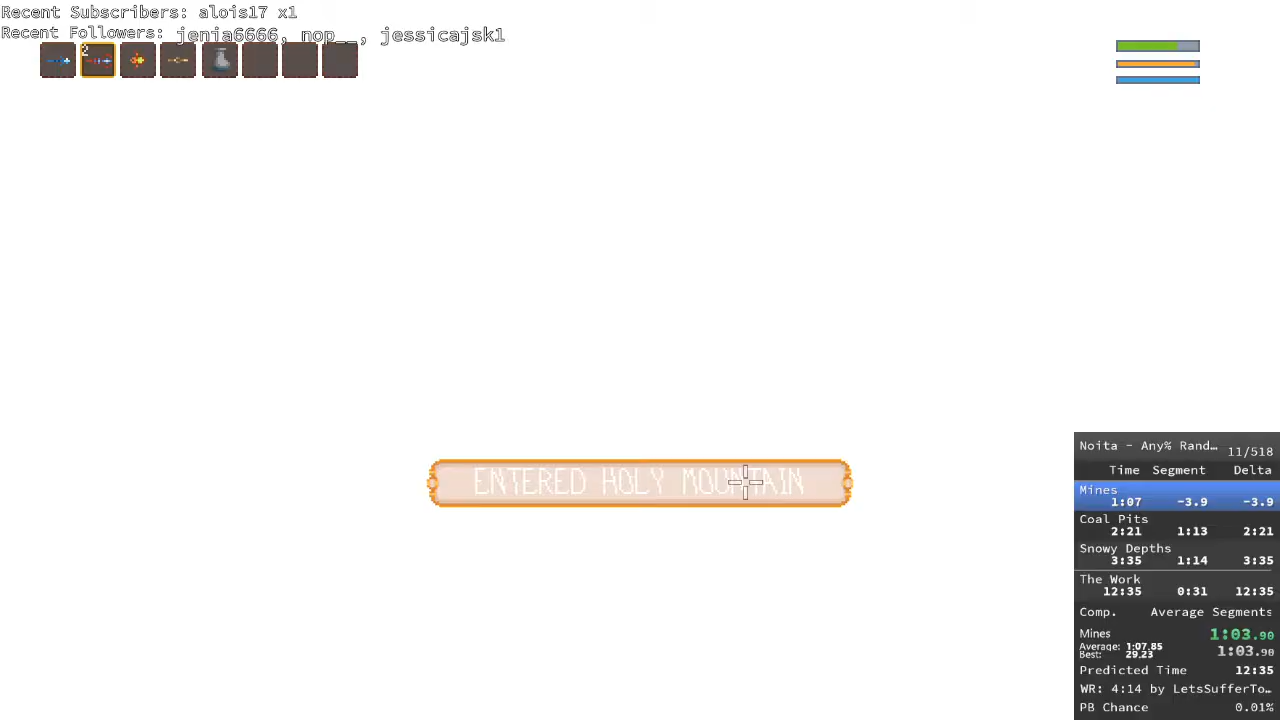 Recent Subscribers: alois17 x1
Recent Followers: jenia6666, nop__, jessicajsk1
2
ENTERED HOLY MOUNTAIN
Noita - Any% Rand… 11/518
Time Segment Delta
Mines
1:07 -3.9 -3.9
Coal Pits
2:21 1:13 2:21
Snowy Depths
3:35 1:14 3:35
The Work
12:35 0:31 12:35
Comp. Average Segments
Mines 1:03.90
Average: 1:07.85
Best: 29.23 1:03.90
Predicted Time 12:35
WR: 4:14 by LetsSufferTo…
PB Chance 0.01%